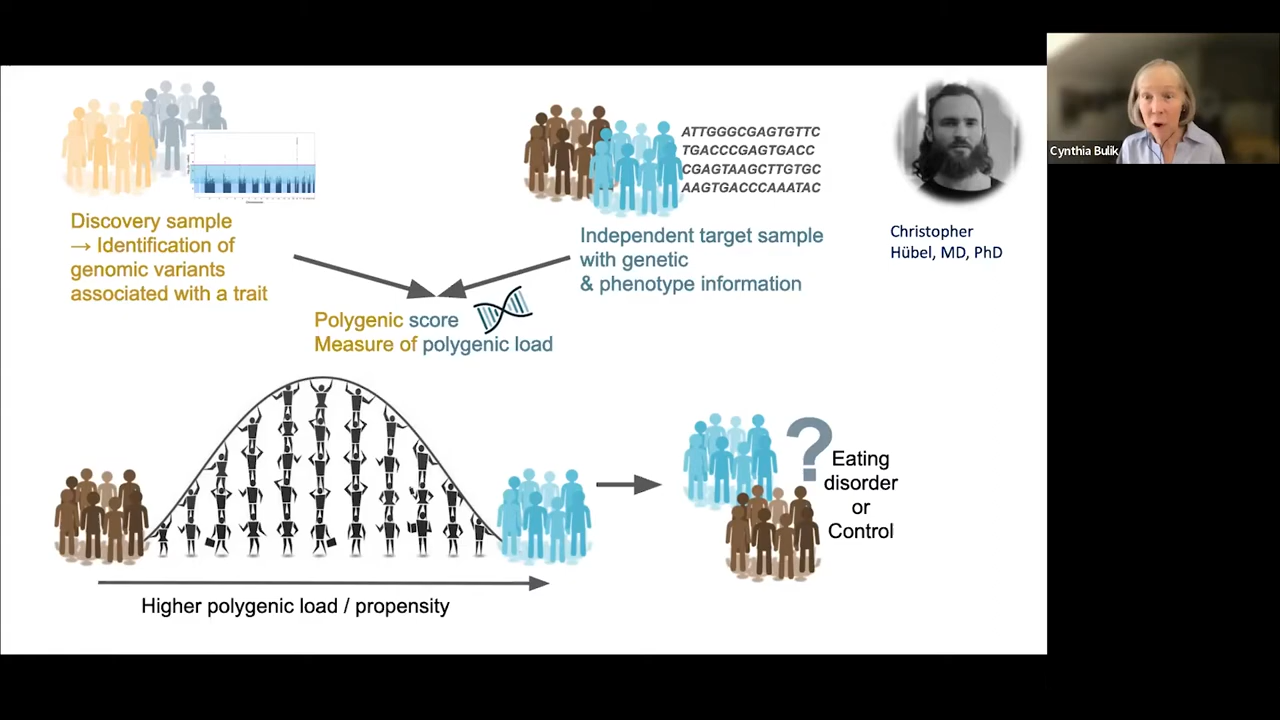 Discovery sample
→ Identification of
genomic variants
associated with a trait
ATTGGGCGAGTGTTC
TGACCCGAGTGACC
CGAGTAAGCTTGTGC
AAGTGACCCAAATAC
Independent target sample
with genetic
& phenotype information
Christopher
Hübel, MD, PhD
Cynthia Bulik
Polygenic score
Measure of polygenic load
?
Eating
disorder
or
Control
Higher polygenic load / propensity